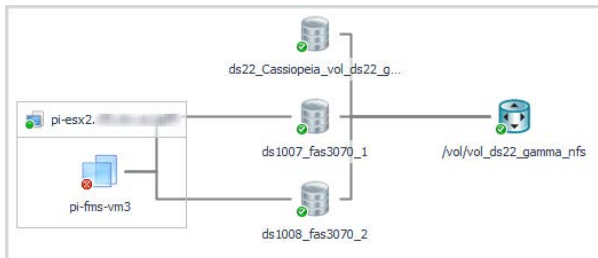 ds22_Cassiopeia_vol_ds22_g...
pi-esx2.
ds1007_fas3070_1
/vol/vol_ds22_gamma_nfs
pi-fms-vm3
ds1008_fas3070_2